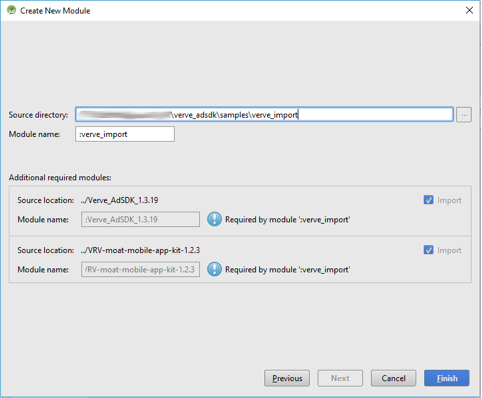 Create New Module
Source directory: \verve_adsdk\samples\verve_import ...
Module name: :verve_import
Additional required modules:
Source location: ../Verve_AdSDK_1.3.19 Import
Module name: :Verve_AdSDK_1.3.19 Required by module ':verve_import'
Source location: ../VRV-moat-mobile-app-kit-1.2.3 Import
Module name: /RV-moat-mobile-app-kit-1.2.3 Required by module ':verve_import'
Previous Next Cancel Finish